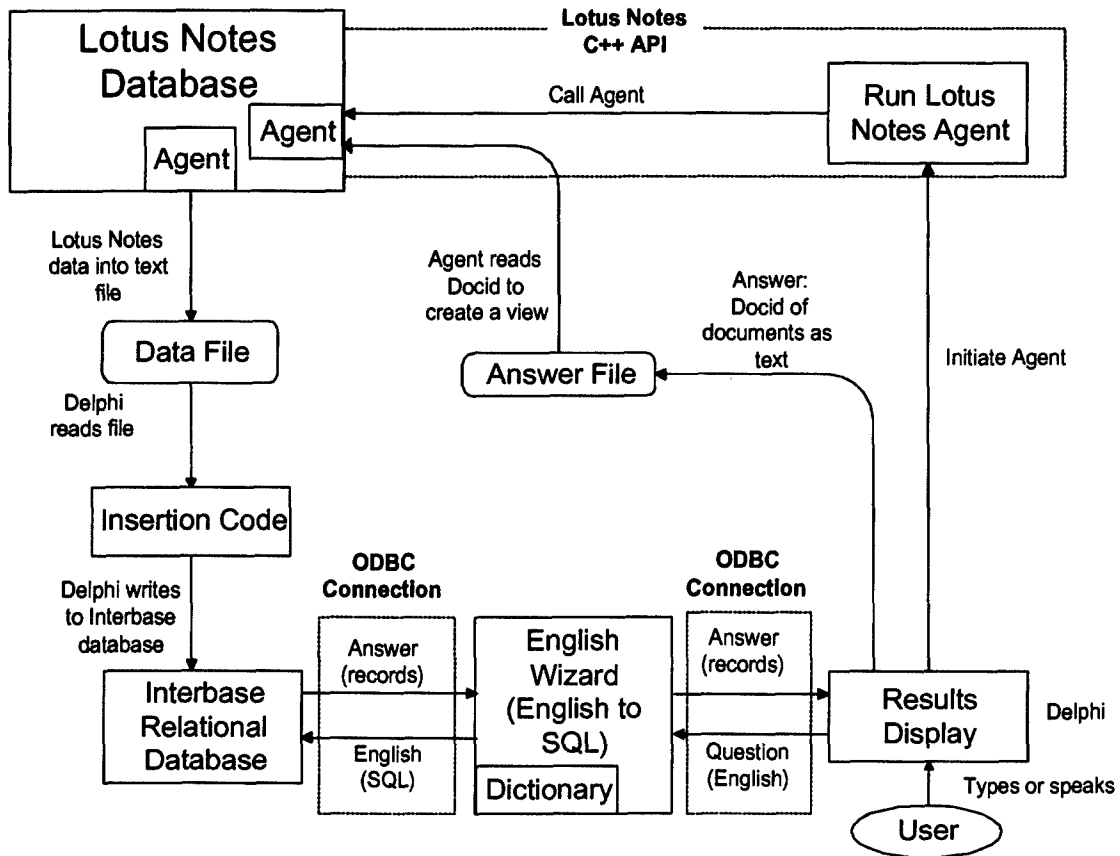 Lotus Notes
Database
Agent
Agent
Lotus Notes
C++ API
Call Agent
Run Lotus
Notes Agent
Lotus Notes
data into text
file
Agent reads
Docid to
create a view
Answer:
Docid of
documents as
text
Initiate Agent
Data File
Answer File
Delphi
reads file
Insertion Code
Delphi writes
to Interbase
database
ODBC
Connection
ODBC
Connection
Interbase
Relational
Database
Answer
(records)
English
(SQL)
English
Wizard
(English to
SQL)
Dictionary
Answer
(records)
Question
(English)
Results
Display
Delphi
Types or speaks
User